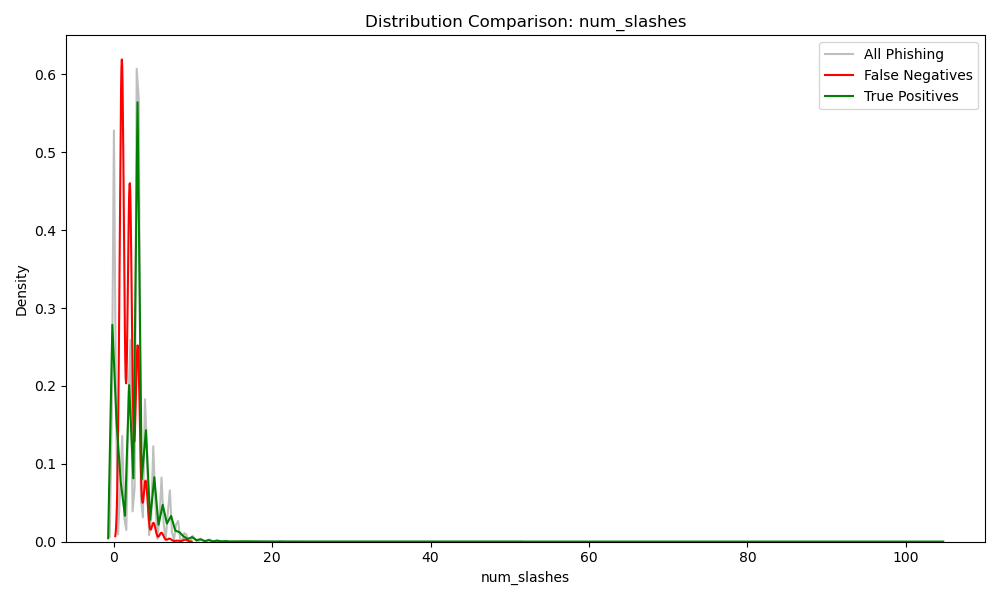 Distribution Comparison: num_slashes
All Phishing
False Negatives
True Positives
Density
0.6
0.5
0.4
0.3
0.2
0.1
0.0
0 20 40 60 80 100
num_slashes